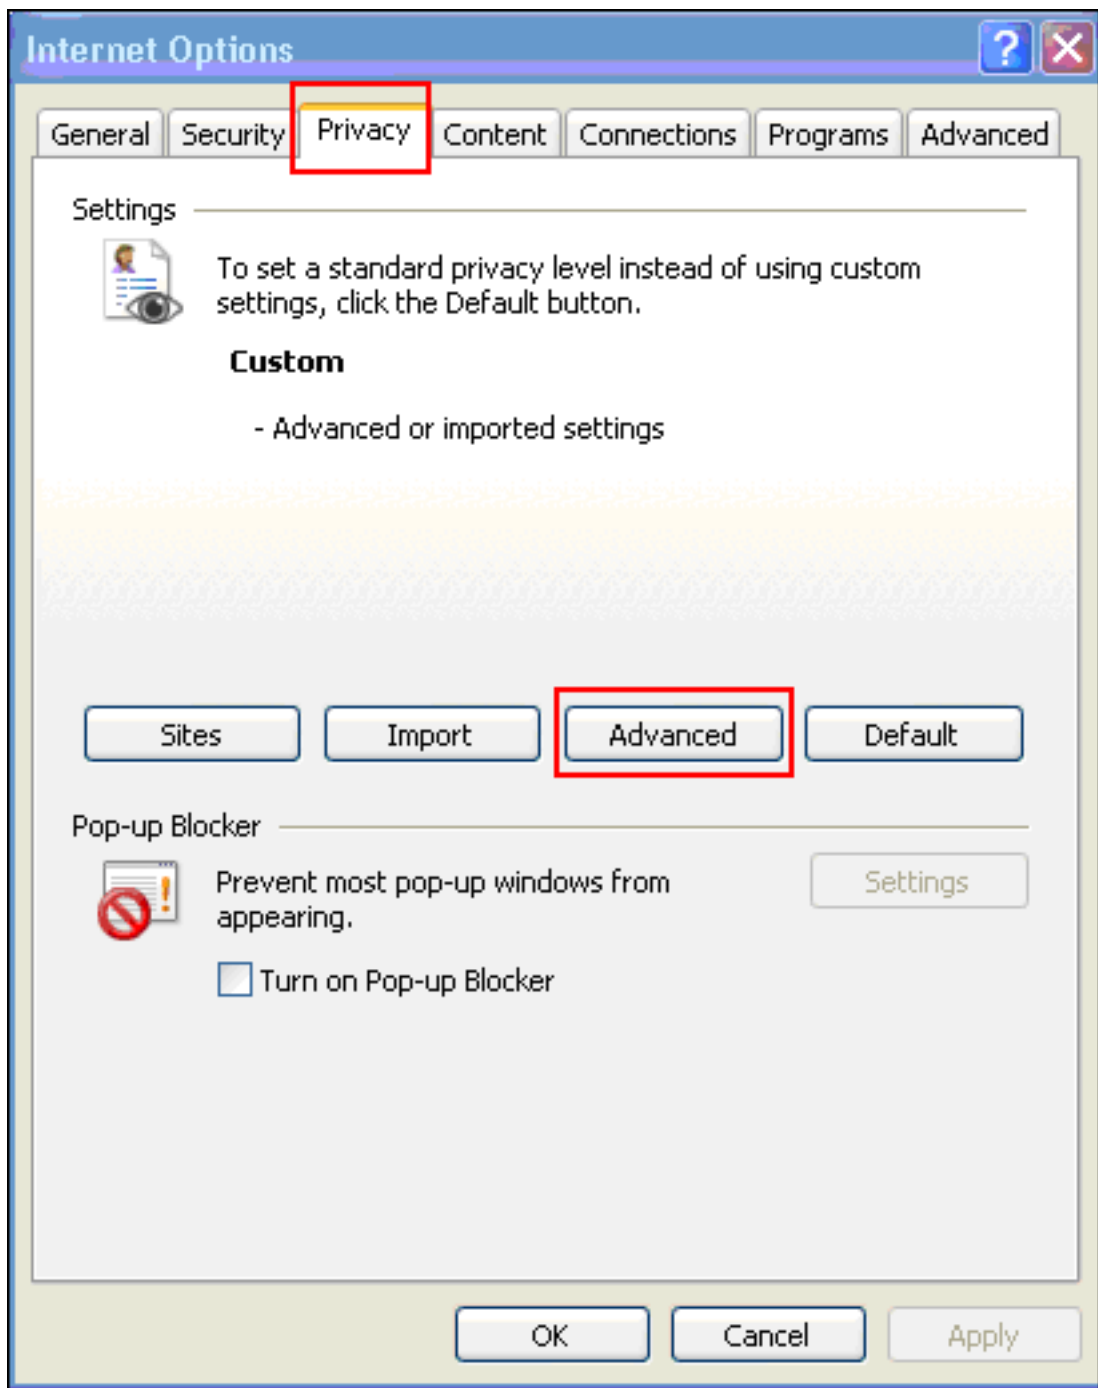 Internet Options
General Security Privacy Content Connections Programs Advanced
Settings
To set a standard privacy level instead of using custom
settings, click the Default button.
Custom
- Advanced or imported settings
Sites Import Advanced Default
Pop-up Blocker
Prevent most pop-up windows from
appearing.
Settings
Turn on Pop-up Blocker
OK Cancel Apply